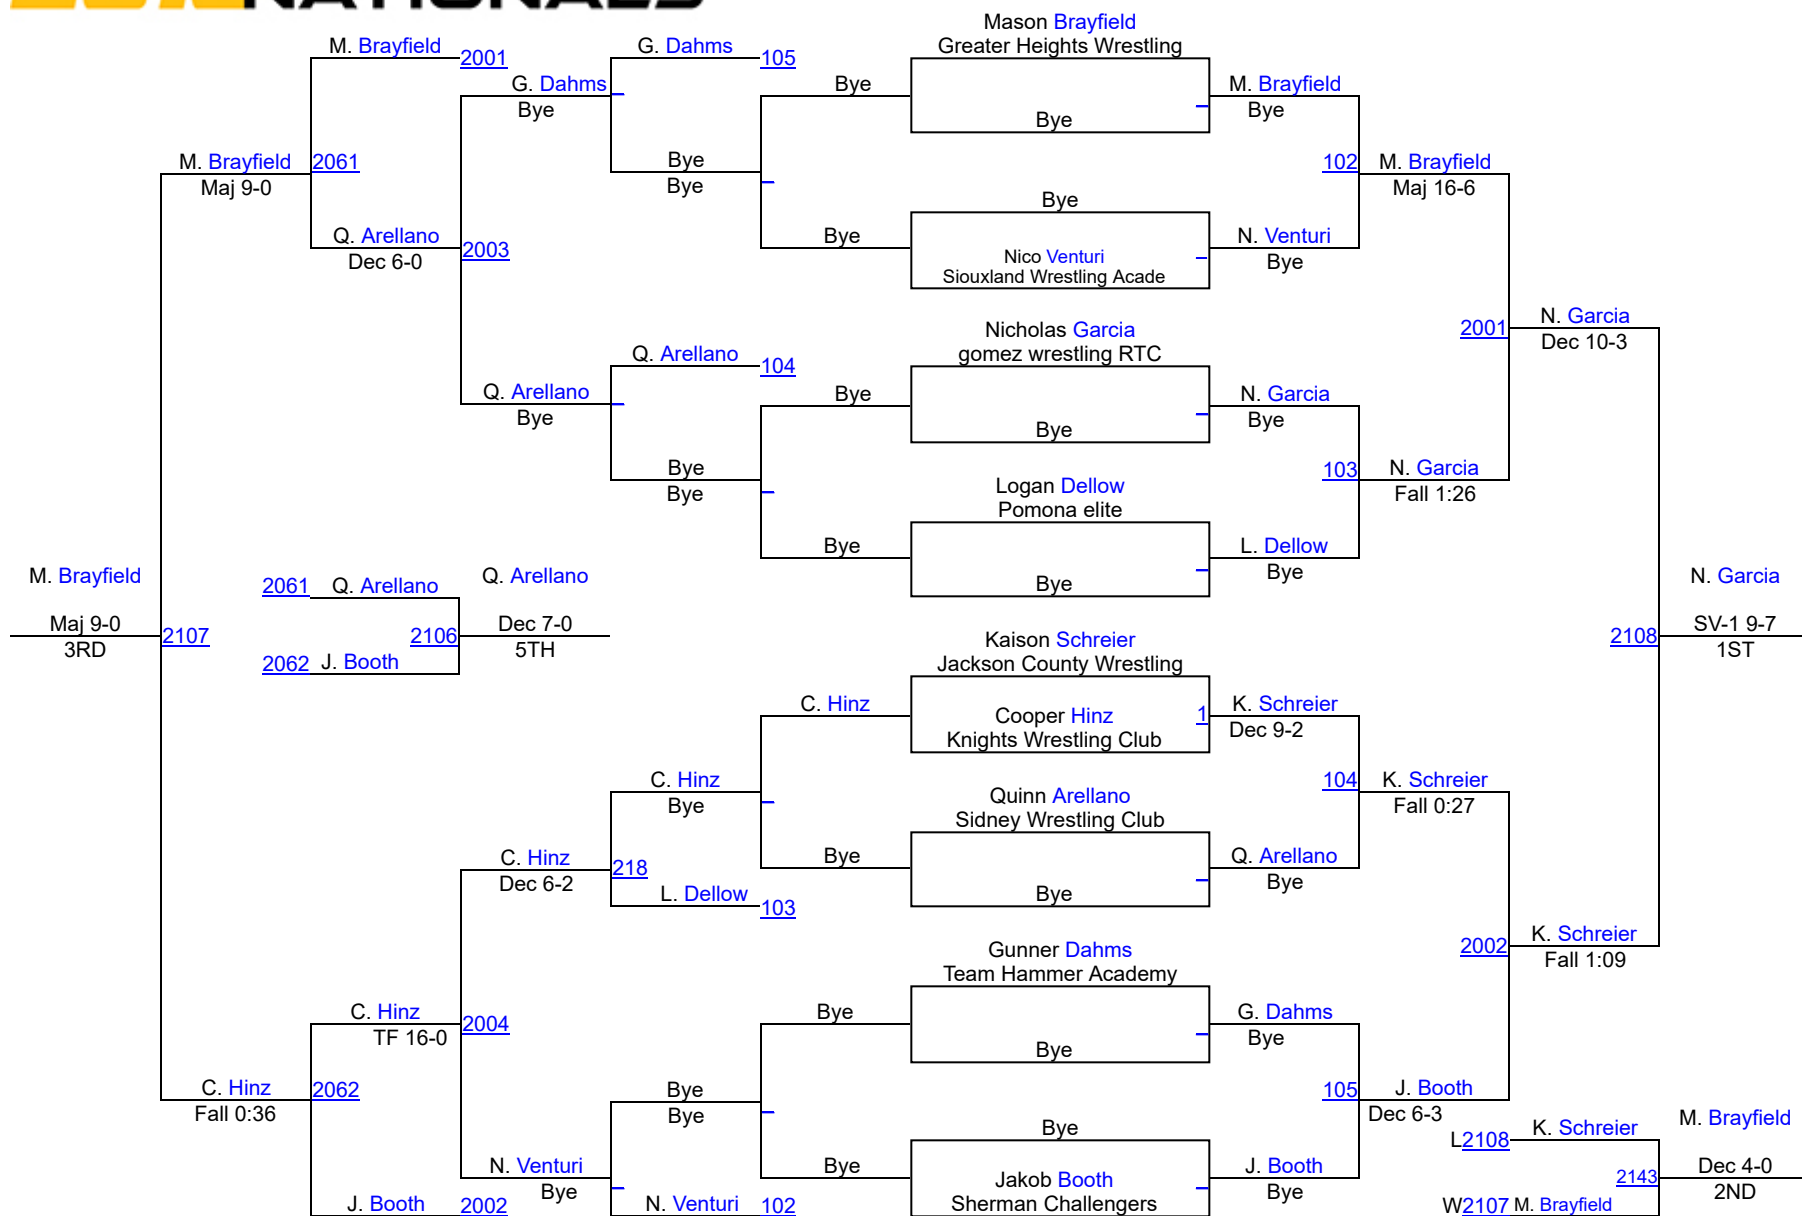 NATIONALS
Mason Brayfield
Greater Heights Wrestling
M. Brayfield
2001
G. Dahms
105
G. Dahms
Bye
Bye
Bye
M. Brayfield
Bye
M. Brayfield
Maj 9-0
2061
Bye
Bye
102
M. Brayfield
Maj 16-6
Q. Arellano
Dec 6-0
2003
Bye
Bye
Nico Venturi
Siouxland Wrestling Acade
N. Venturi
Bye
Nicholas Garcia
gomez wrestling RTC
2001
N. Garcia
Dec 10-3
Q. Arellano
104
Q. Arellano
Bye
Bye
Bye
N. Garcia
Bye
Bye
Bye
103
N. Garcia
Fall 1:26
Logan Dellow
Pomona elite
Bye
Bye
L. Dellow
Bye
M. Brayfield
Maj 9-0
3RD
2107
2061
Q. Arellano
2106
2062
J. Booth
Q. Arellano
Dec 7-0
5TH
N. Garcia
2108
SV-1 9-7
1ST
Kaison Schreier
Jackson County Wrestling
C. Hinz
Cooper Hinz
Knights Wrestling Club
1
K. Schreier
Dec 9-2
C. Hinz
Bye
104
K. Schreier
Fall 0:27
Quinn Arellano
Sidney Wrestling Club
C. Hinz
Dec 6-2
218
L. Dellow
103
Bye
Bye
Q. Arellano
Bye
2002
K. Schreier
Fall 1:09
Gunner Dahms
Team Hammer Academy
C. Hinz
TF 16-0
2004
Bye
Bye
G. Dahms
Bye
C. Hinz
Fall 0:36
2062
Bye
Bye
105
J. Booth
Dec 6-3
Bye
Bye
Jakob Booth
Sherman Challengers
J. Booth
Bye
N. Venturi
Bye
J. Booth
2002
N. Venturi
102
M. Brayfield
L2108
K. Schreier
2143
Dec 4-0
2ND
W2107
M. Brayfield